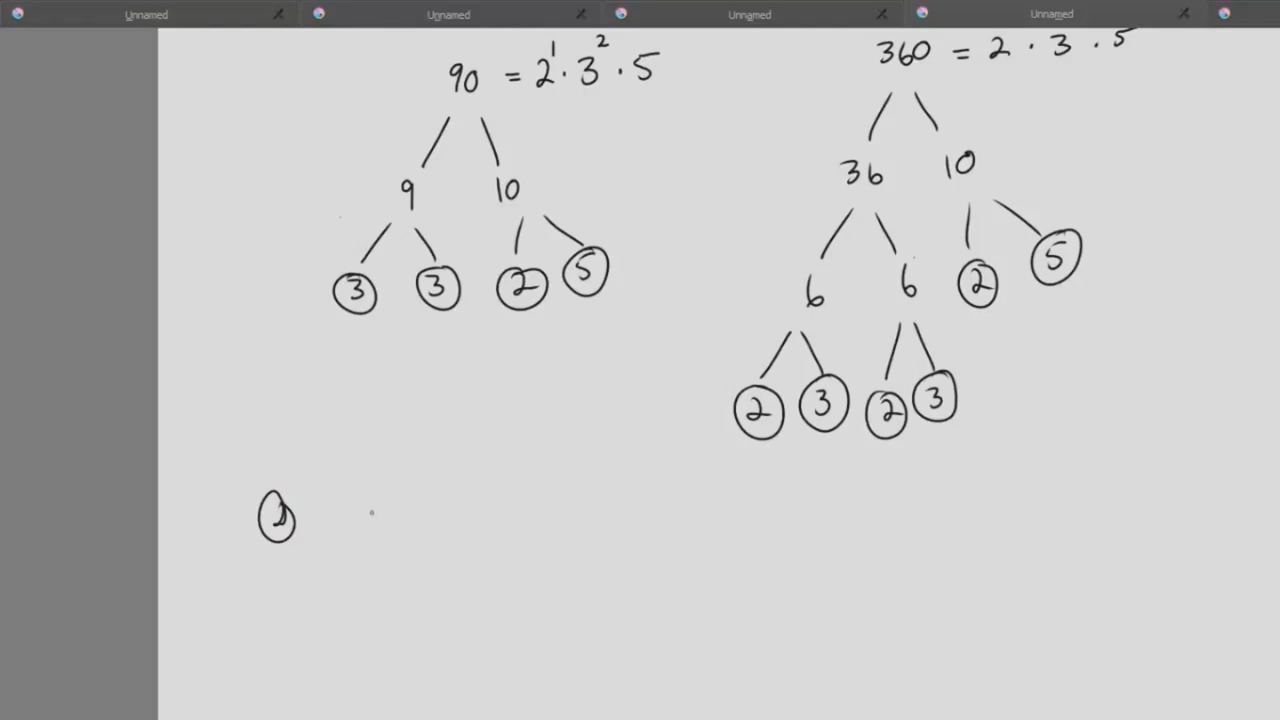 Unnamed Unnamed Unnamed Unnamed
90 = 2¹ · 3² · 5
360 = 2 · 3 · 5
9 10
36 10
3 3 2 5
6 6 2 5
2 3 2 3